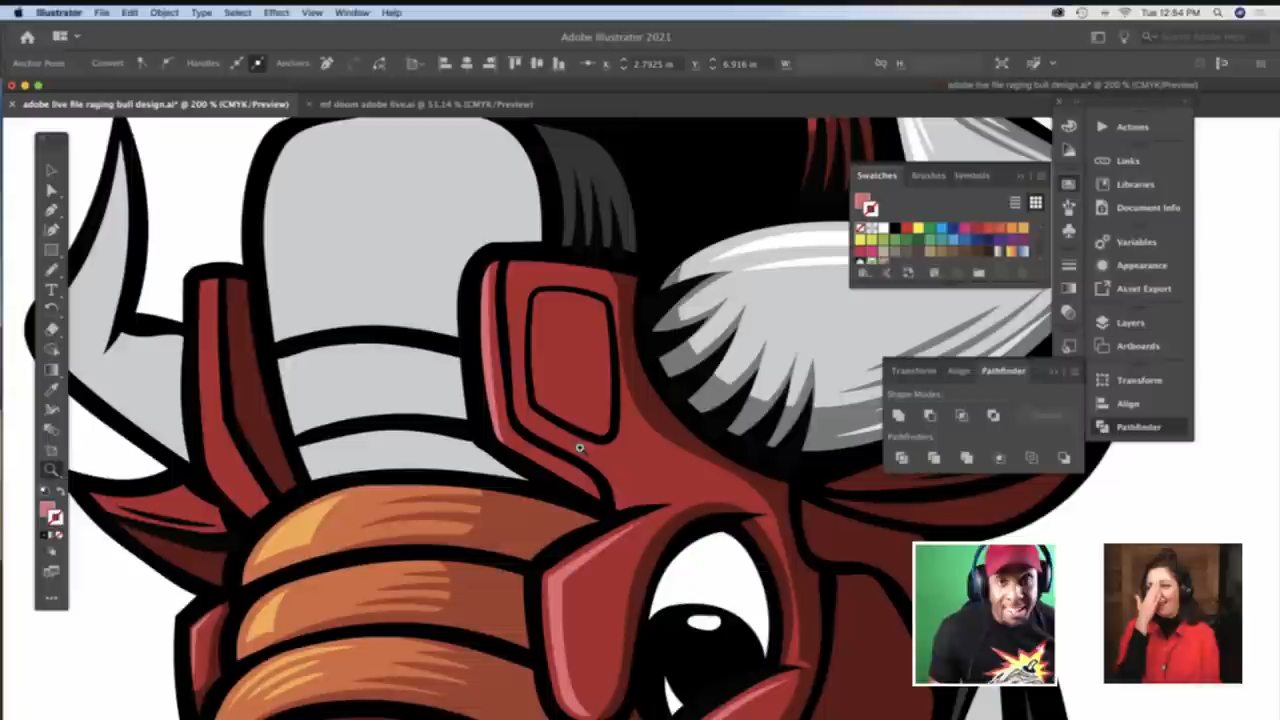 Illustrator File Edit Object Type Select Effect View Window Help
Tue 12:54 PM
Adobe Illustrator 2021
Search Adobe Help
Anchor Point Convert Handles Anchors X: 2.7925 in Y: 6.916 in W: H:
adobe live file raging bull design.ai* @ 200 % (CMYK/Preview)
adobe live file raging bull design.ai* @ 200 % (CMYK/Preview) mf doom adobe live.ai @ 51.14 % (CMYK/Preview)
Actions
Links
Libraries
Document Info
Variables
Appearance
Asset Export
Layers
Artboards
Transform
Align
Pathfinder
Swatches Brushes Symbols
Transform Align Pathfinder
Shape Modes:
Pathfinders: